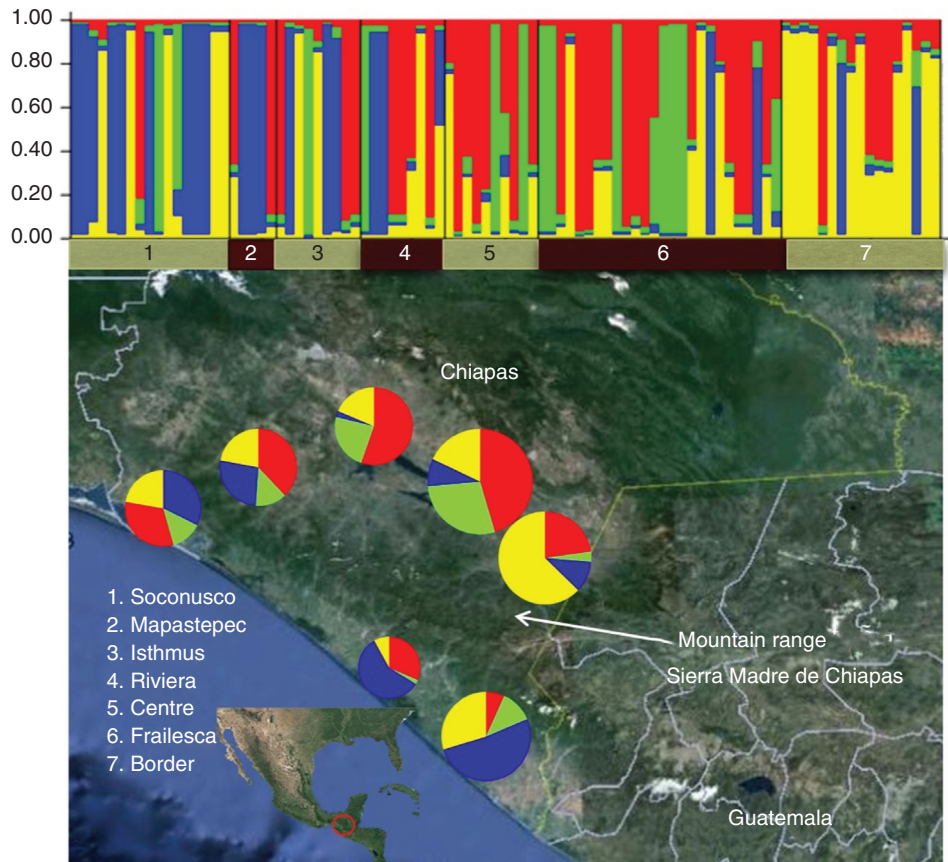 1.00
0.80
0.60
0.40
0.20
0.00
1 2 3 4 5 6 7
Chiapas
1. Soconusco
2. Mapastepec
3. Isthmus
4. Riviera
5. Centre
6. Frailesca
7. Border
Mountain range
Sierra Madre de Chiapas
Guatemala